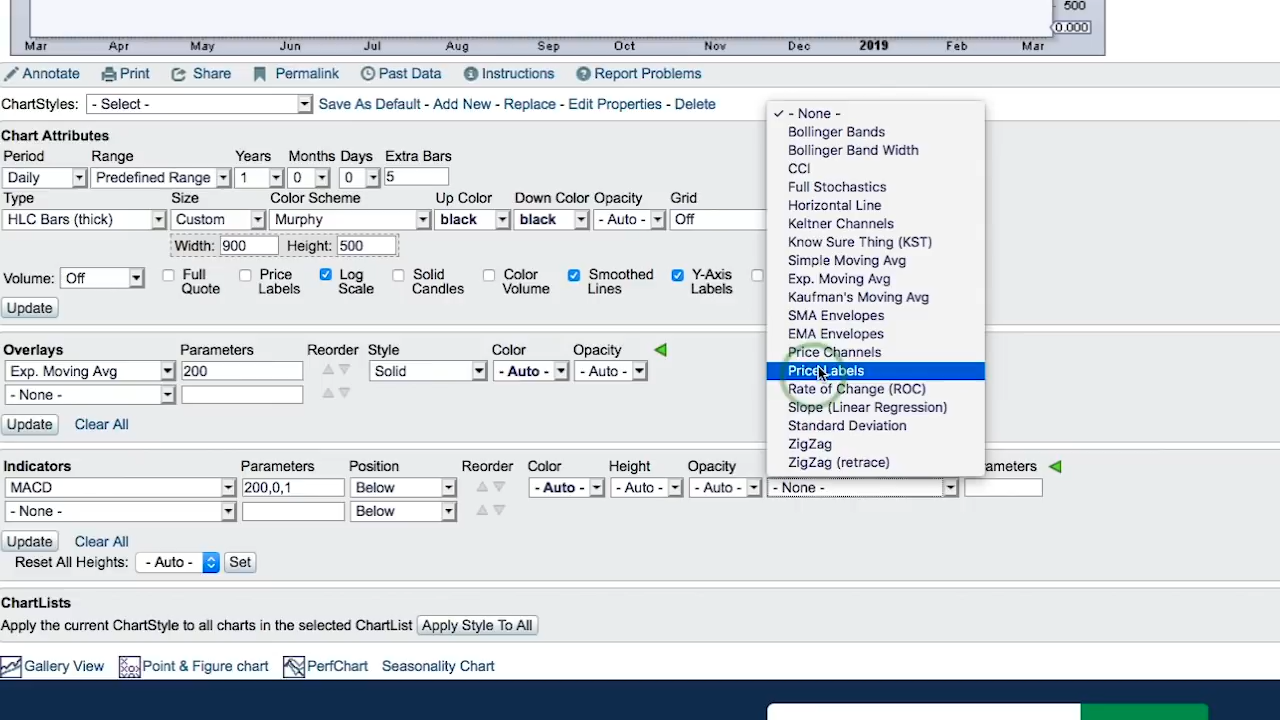 500
0.000
Mar Apr May Jun Jul Aug Sep Oct Nov Dec 2019 Feb Mar
Annotate Print Share Permalink Past Data Instructions Report Problems
ChartStyles: - Select - Save As Default - Add New - Replace - Edit Properties - Delete
Chart Attributes
Period Range Years Months Days Extra Bars
Daily Predefined Range 1 0 0 5
Type Size Color Scheme Up Color Down Color Opacity Grid
HLC Bars (thick) Custom Murphy black black - Auto - Off
Width: 900 Height: 500
Volume: Off Full Quote Price Labels Log Scale Solid Candles Color Volume Smoothed Lines Y-Axis Labels
Update
Overlays Parameters Reorder Style Color Opacity
Exp. Moving Avg 200 Solid - Auto - - Auto -
- None -
Update Clear All
✓ - None -
Bollinger Bands
Bollinger Band Width
CCI
Full Stochastics
Horizontal Line
Keltner Channels
Know Sure Thing (KST)
Simple Moving Avg
Exp. Moving Avg
Kaufman's Moving Avg
SMA Envelopes
EMA Envelopes
Price Channels
Price Labels
Rate of Change (ROC)
Slope (Linear Regression)
Standard Deviation
ZigZag
ZigZag (retrace)
Indicators Parameters Position Reorder Color Height Opacity
MACD 200,0,1 Below - Auto - - Auto - - Auto - - None -
- None - Below
Update Clear All
Reset All Heights: - Auto - Set
ChartLists
Apply the current ChartStyle to all charts in the selected ChartList Apply Style To All
Gallery View Point & Figure chart PerfChart Seasonality Chart